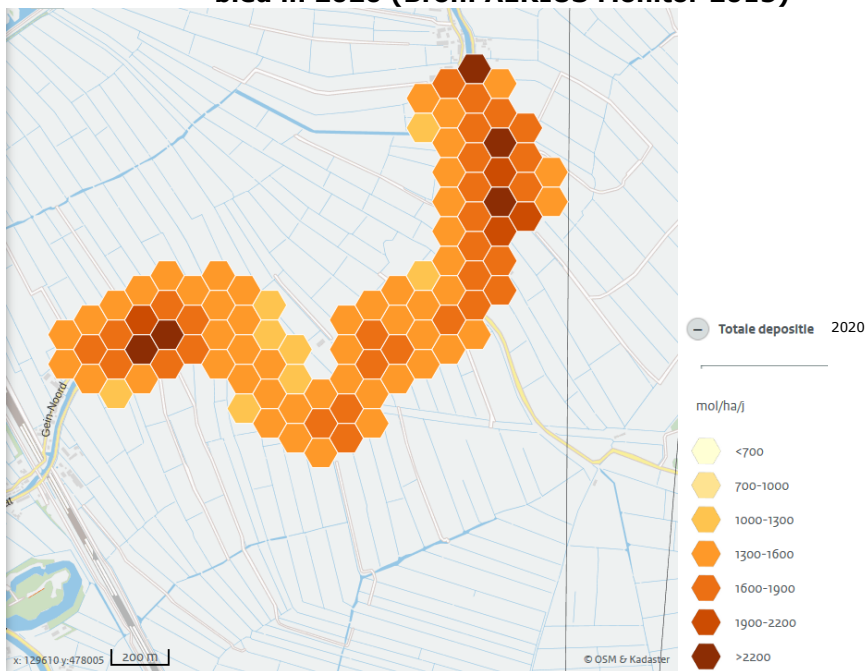 Totale depositie 2020
mol/ha/j
<700
700-1000
1000-1300
1300-1600
1600-1900
1900-2200
>2200
Gein-Noord
x: 129610 y:478005 200 m
© OSM & Kadaster